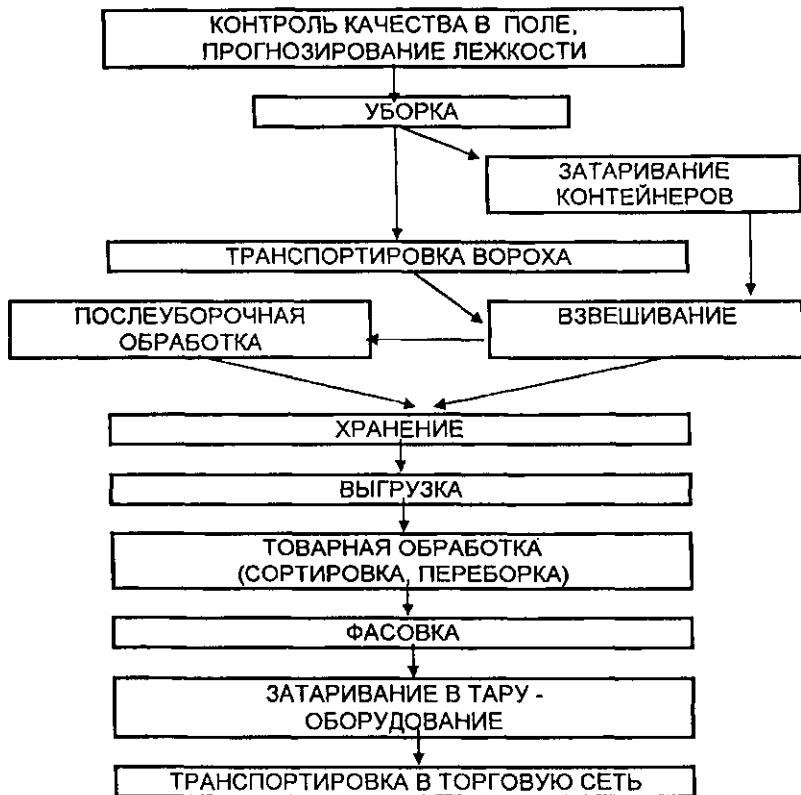 КОНТРОЛЬ КАЧЕСТВА В ПОЛЕ,
ПРОГНОЗИРОВАНИЕ ЛЕЖКОСТИ
УБОРКА
ЗАТАРИВАНИЕ
КОНТЕЙНЕРОВ
ТРАНСПОРТИРОВКА ВОРОХА
ПОСЛЕУБОРОЧНАЯ
ОБРАБОТКА
ВЗВЕШИВАНИЕ
ХРАНЕНИЕ
ВЫГРУЗКА
ТОВАРНАЯ ОБРАБОТКА
(СОРТИРОВКА, ПЕРЕБОРКА)
ФАСОВКА
ЗАТАРИВАНИЕ В ТАРУ -
ОБОРУДОВАНИЕ
ТРАНСПОРТИРОВКА В ТОРГОВУЮ СЕТЬ